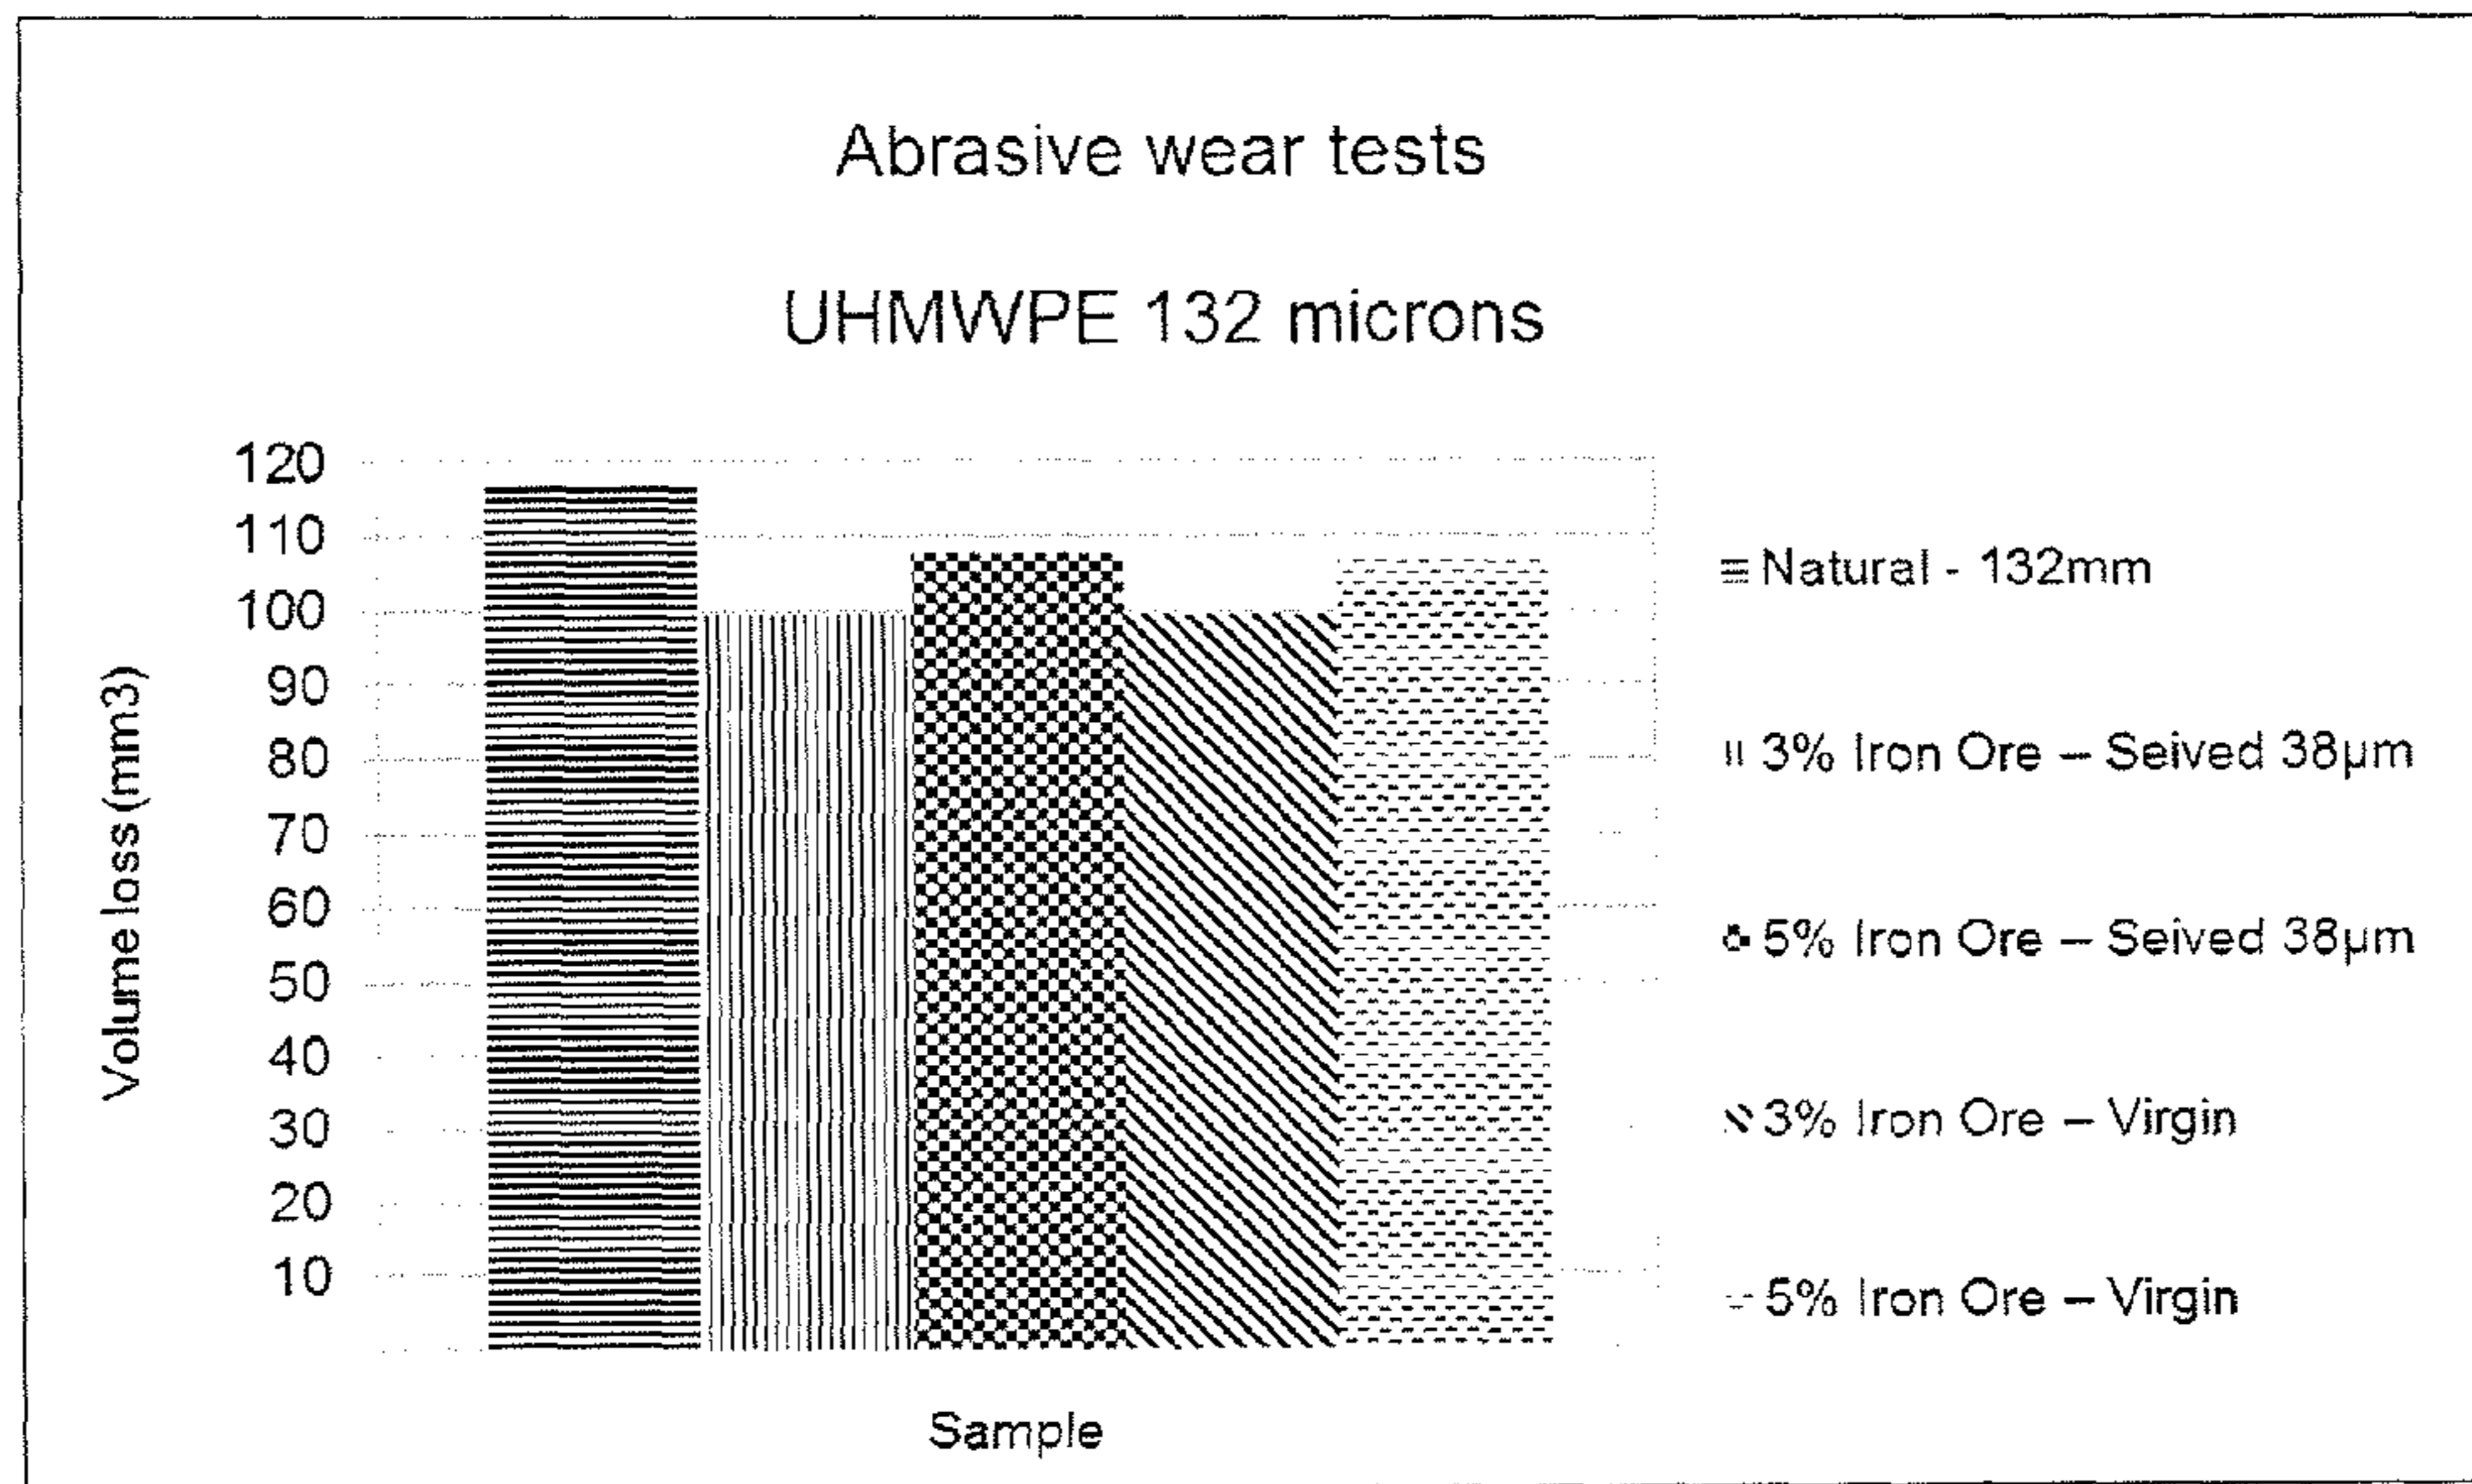 Abrasive wear tests
UHMWPE 132 microns
120
110
100
90
80
70
60
50
40
30
20
10
Volume loss (mm3)
Sample
Natural - 132mm
3% Iron Ore – Seived 38µm
5% Iron Ore – Seived 38µm
3% Iron Ore – Virgin
5% Iron Ore – Virgin